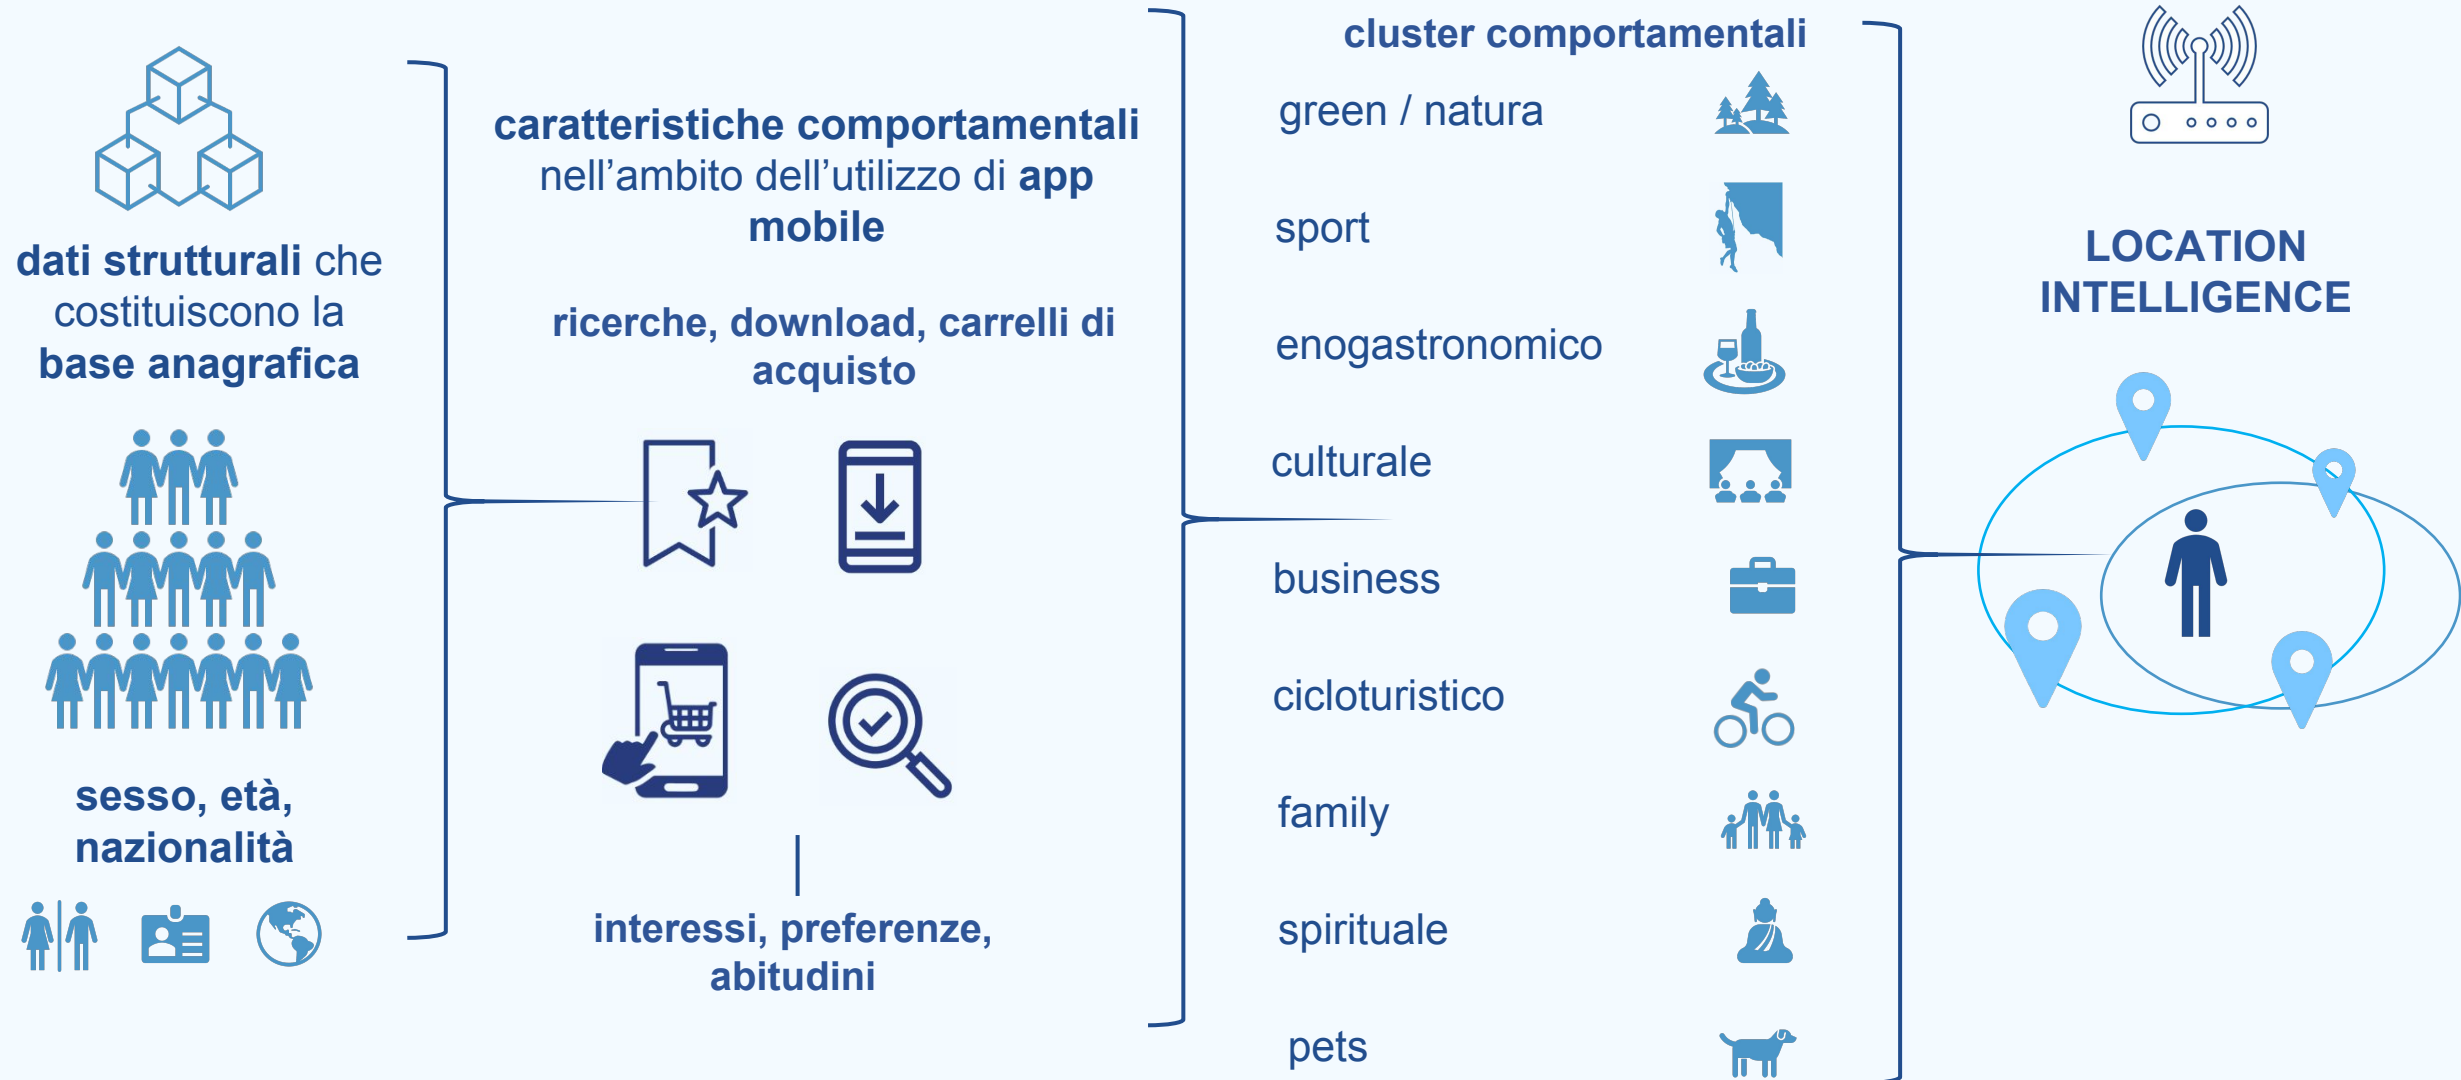 dati strutturali che
costituiscono la
base anagrafica
sesso, età,
nazionalità
caratteristiche comportamentali
nell’ambito dell’utilizzo di app
mobile
ricerche, download, carrelli di
acquisto
interessi, preferenze,
abitudini
cluster comportamentali
green / natura
sport
enogastronomico
culturale
business
cicloturistico
family
spirituale
pets
LOCATION
INTELLIGENCE